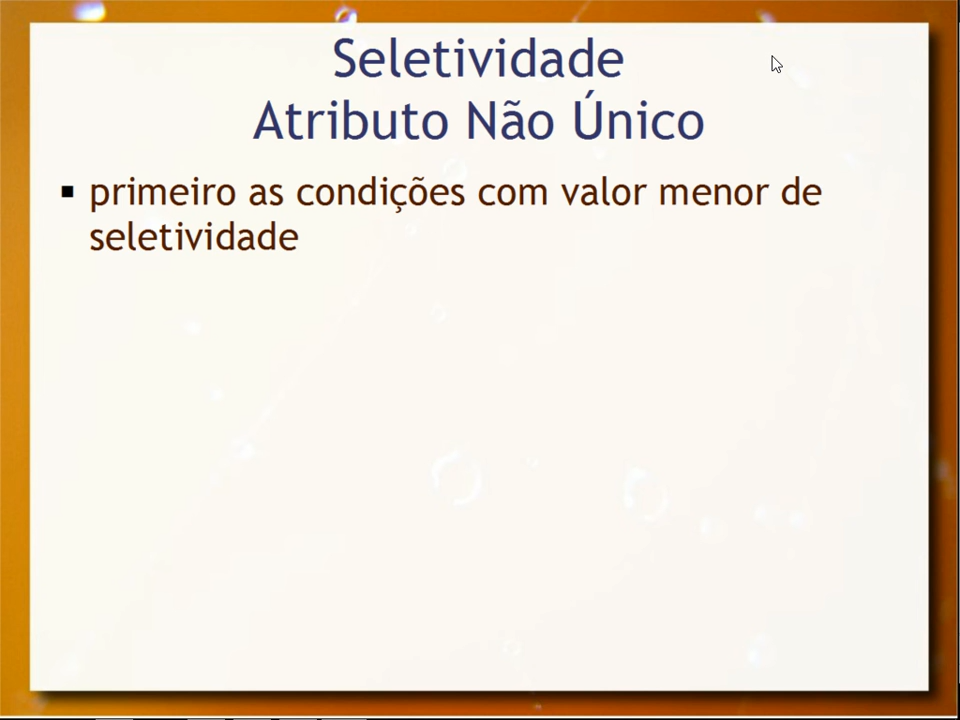 Seletividade
Atributo Não Único
▪ primeiro as condições com valor menor de
seletividade